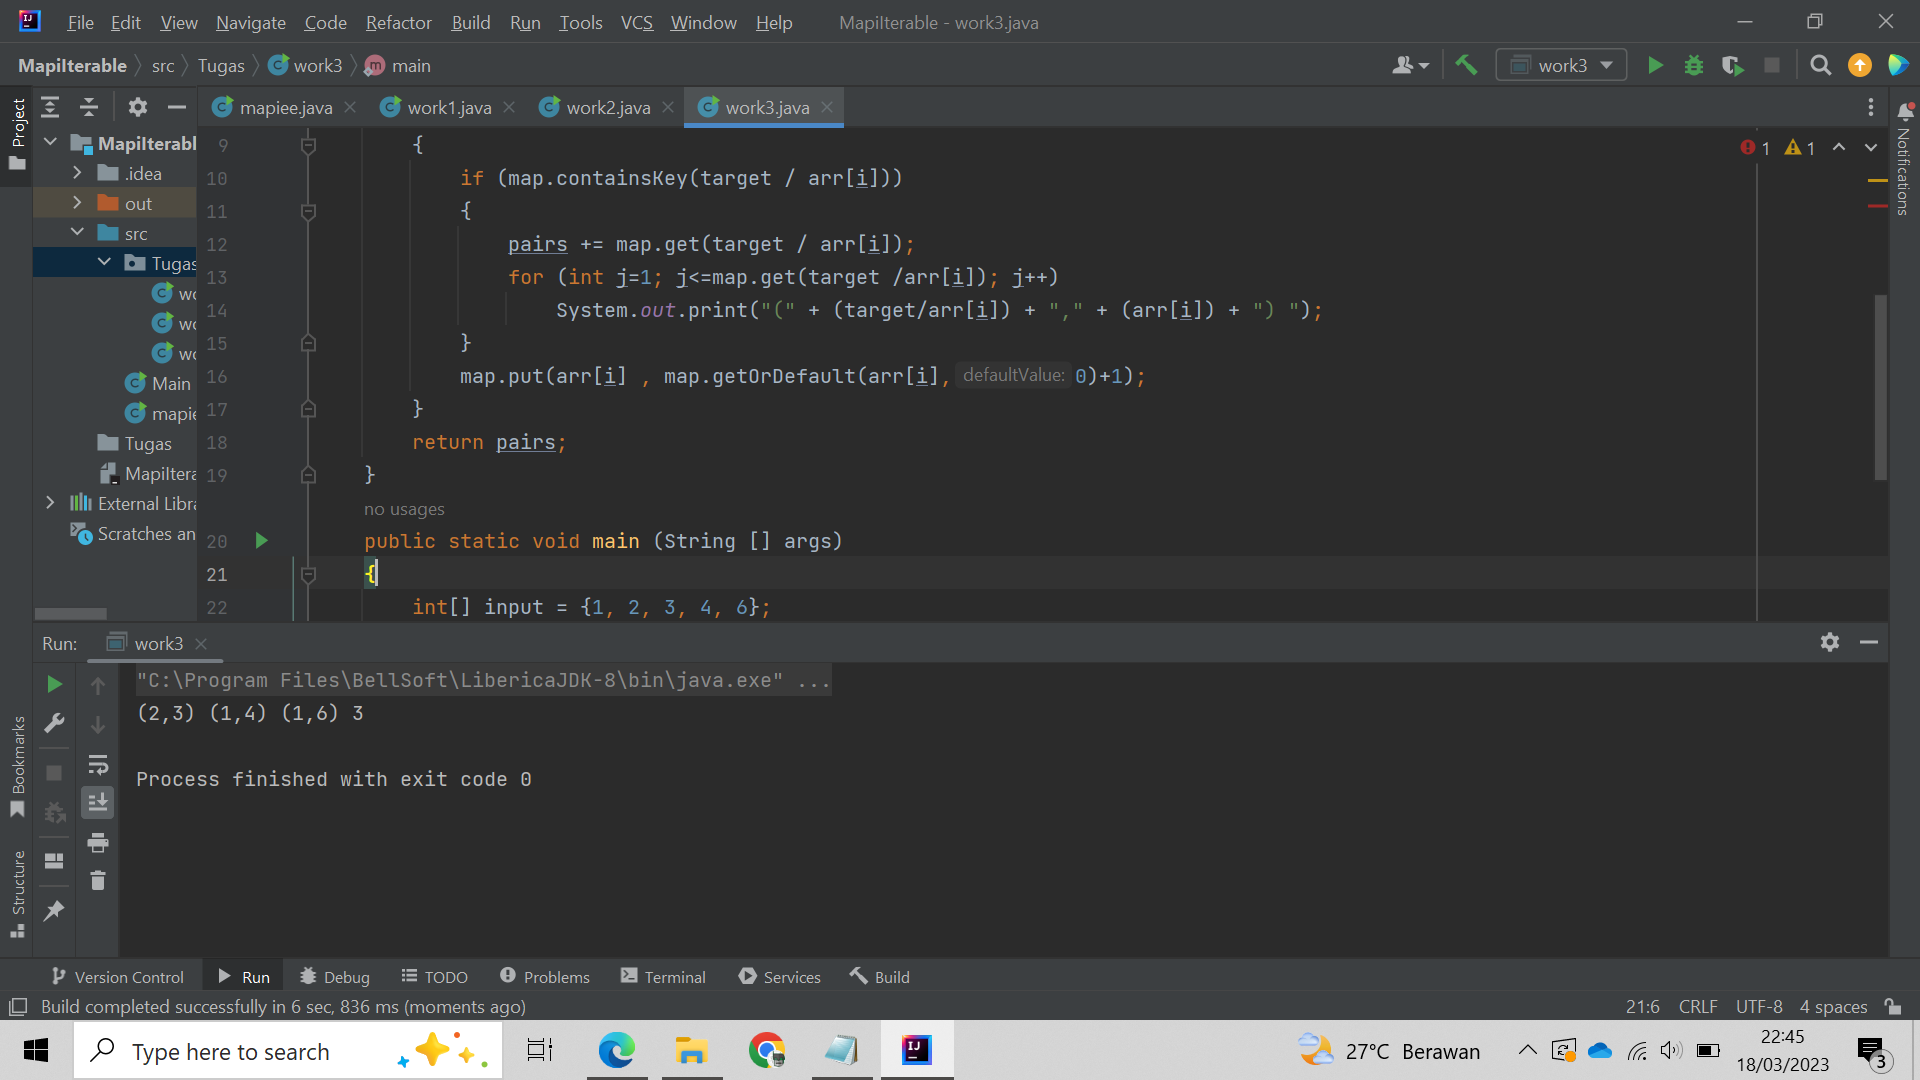 File Edit View Navigate Code Refactor Build Run Tools VCS Window Help MapiIterable - work3.java
MapiIterable src Tugas work3 main work3
Project
mapiee.java work1.java work2.java work3.java
Notifications
MapiIterabl
.idea
out
src
Tugas
wo
wo
wo
Main
mapie
Tugas
MapiItera
External Libra
Scratches an
1 1
9 {
10 if (map.containsKey(target / arr[i]))
11 {
12 pairs += map.get(target / arr[i]);
13 for (int j=1; j<=map.get(target /arr[i]); j++)
14 System.out.print("(" + (target/arr[i]) + "," + (arr[i]) + ") ");
15 }
16 map.put(arr[i] , map.getOrDefault(arr[i], defaultValue: 0)+1);
17 }
18 return pairs;
19 }
no usages
20 public static void main (String [] args)
21 {
22 int[] input = {1, 2, 3, 4, 6};
Run: work3
"C:\Program Files\BellSoft\LibericaJDK-8\bin\java.exe" ...
(2,3) (1,4) (1,6) 3
Process finished with exit code 0
Bookmarks
Structure
Version Control Run Debug TODO Problems Terminal Services Build
Build completed successfully in 6 sec, 836 ms (moments ago) 21:6 CRLF UTF-8 4 spaces
Type here to search
27°C Berawan
22:45
18/03/2023
3